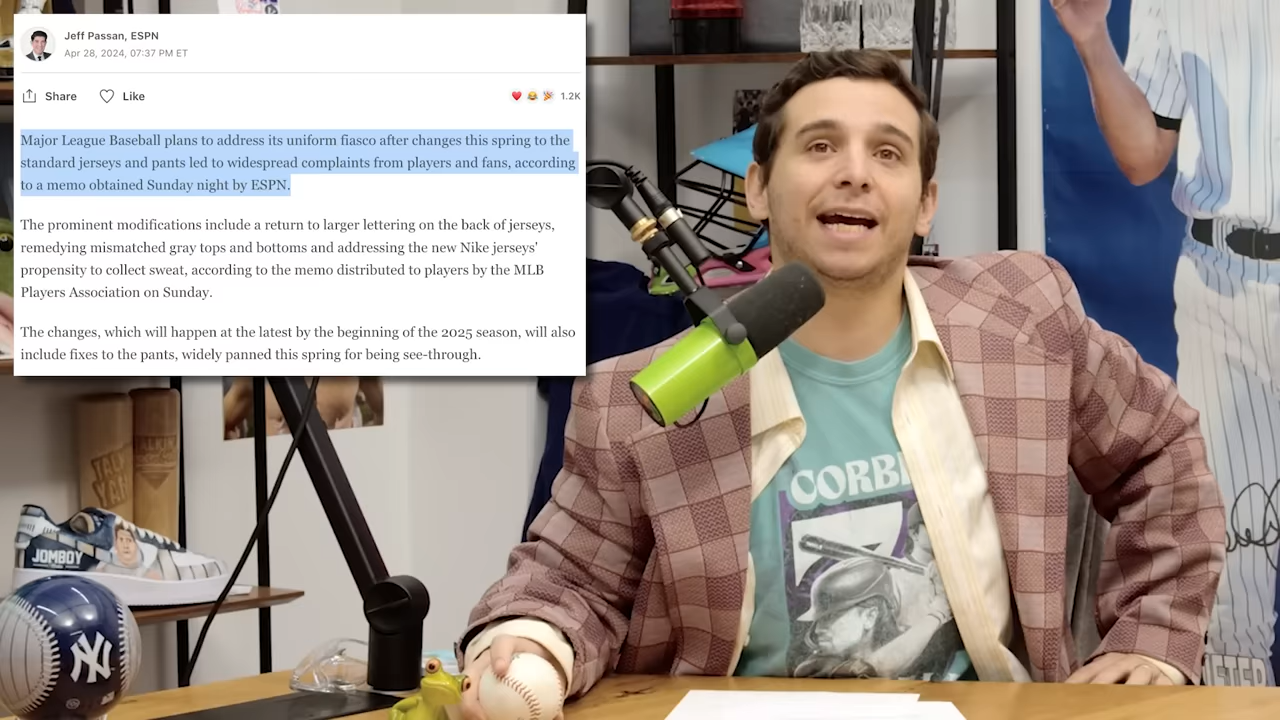 Jeff Passan, ESPN
Apr 28, 2024, 07:37 PM ET
Share
Like
1.2K
Major League Baseball plans to address its uniform fiasco after changes this spring to the
standard jerseys and pants led to widespread complaints from players and fans, according
to a memo obtained Sunday night by ESPN.
The prominent modifications include a return to larger lettering on the back of jerseys,
remedying mismatched gray tops and bottoms and addressing the new Nike jerseys'
propensity to collect sweat, according to the memo distributed to players by the MLB
Players Association on Sunday.
The changes, which will happen at the latest by the beginning of the 2025 season, will also
include fixes to the pants, widely panned this spring for being see-through.
TALKIN
JOMBOY
NY
CORBI
7